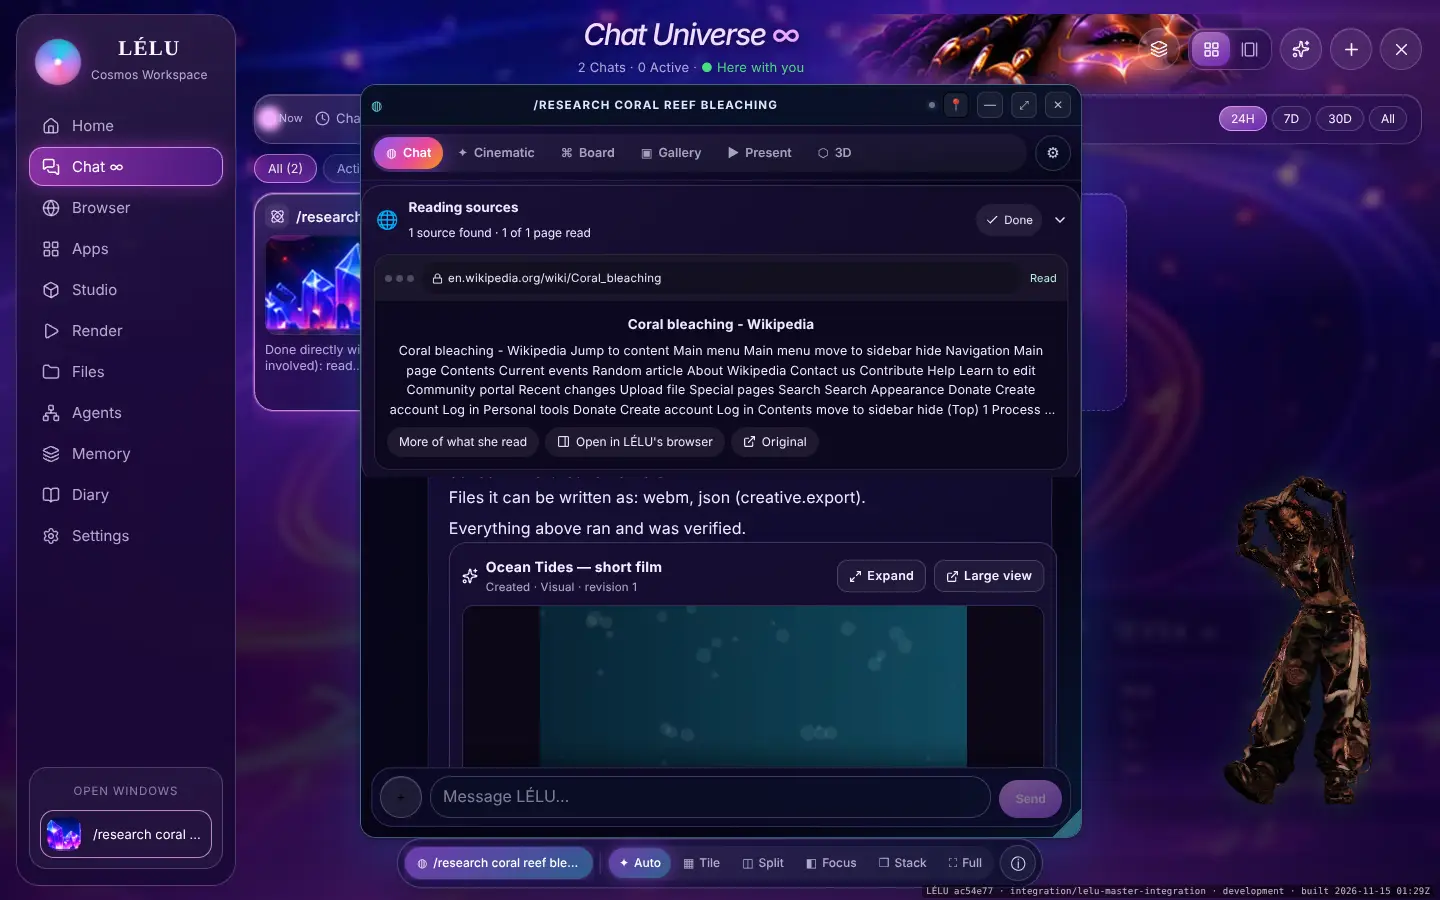 LÉLU
Cosmos Workspace
Home
Chat ∞
Browser
Apps
Studio
Render
Files
Agents
Memory
Diary
Settings
OPEN WINDOWS
/research coral ...
Chat Universe ∞
2 Chats · 0 Active · Here with you
Now
Cha
24H
7D
30D
All
All (2)
Acti
/research
Done directly wi
involved): read...
/RESEARCH CORAL REEF BLEACHING
Chat
Cinematic
Board
Gallery
Present
3D
Reading sources
1 source found · 1 of 1 page read
Done
en.wikipedia.org/wiki/Coral_bleaching
Read
Coral bleaching - Wikipedia
Coral bleaching - Wikipedia Jump to content Main menu Main menu move to sidebar hide Navigation Main
page Contents Current events Random article About Wikipedia Contact us Contribute Help Learn to edit
Community portal Recent changes Upload file Special pages Search Search Appearance Donate Create
account Log in Personal tools Donate Create account Log in Contents move to sidebar hide (Top) 1 Process ...
More of what she read
Open in LÉLU's browser
Original
Files it can be written as: webm, json (creative.export).
Everything above ran and was verified.
Ocean Tides — short film
Created · Visual · revision 1
Expand
Large view
Message LÉLU...
Send
/research coral reef ble...
Auto
Tile
Split
Focus
Stack
Full
LÉLU ac54e77 · integration/lelu-master-integration · development · built 2026-11-15 01:29Z